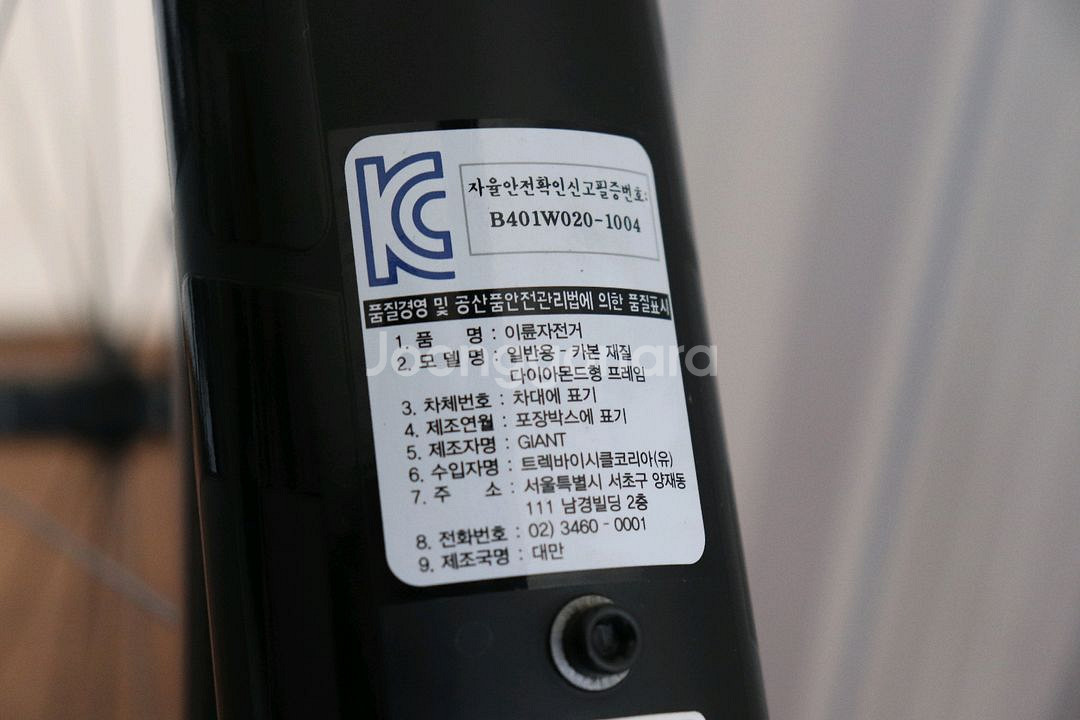 KC
자율안전확인신고필증번호:
B401W020-1004
품질경영 및 공산품안전관리법에 의한 품질표시
1. 품 명 : 이륜자전거
2. 모델명 : 일반용 - 카본 재질
다이아몬드형 프레임
3. 차체번호 : 차대에 표기
4. 제조연월 : 포장박스에 표기
5. 제조자명 : GIANT
6. 수입자명 : 트렉바이시클코리아(유)
7. 주 소 : 서울특별시 서초구 양재동
111 남경빌딩 2층
8. 전화번호 : 02) 3460 - 0001
9. 제조국명 : 대만
Joonggonara